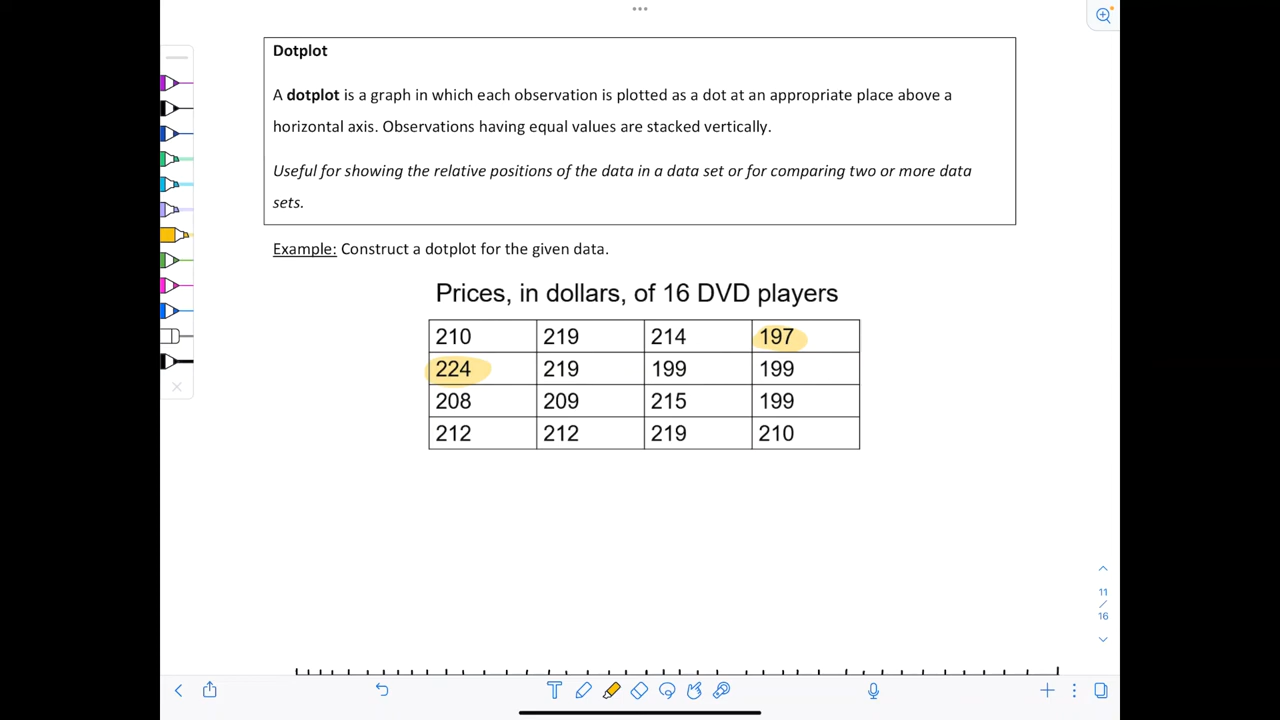 Dotplot
A dotplot is a graph in which each observation is plotted as a dot at an appropriate place above a
horizontal axis. Observations having equal values are stacked vertically.
Useful for showing the relative positions of the data in a data set or for comparing two or more data
sets.
Example: Construct a dotplot for the given data.
Prices, in dollars, of 16 DVD players
210 219 214 197
224 219 199 199
208 209 215 199
212 212 219 210
11
/
16
T